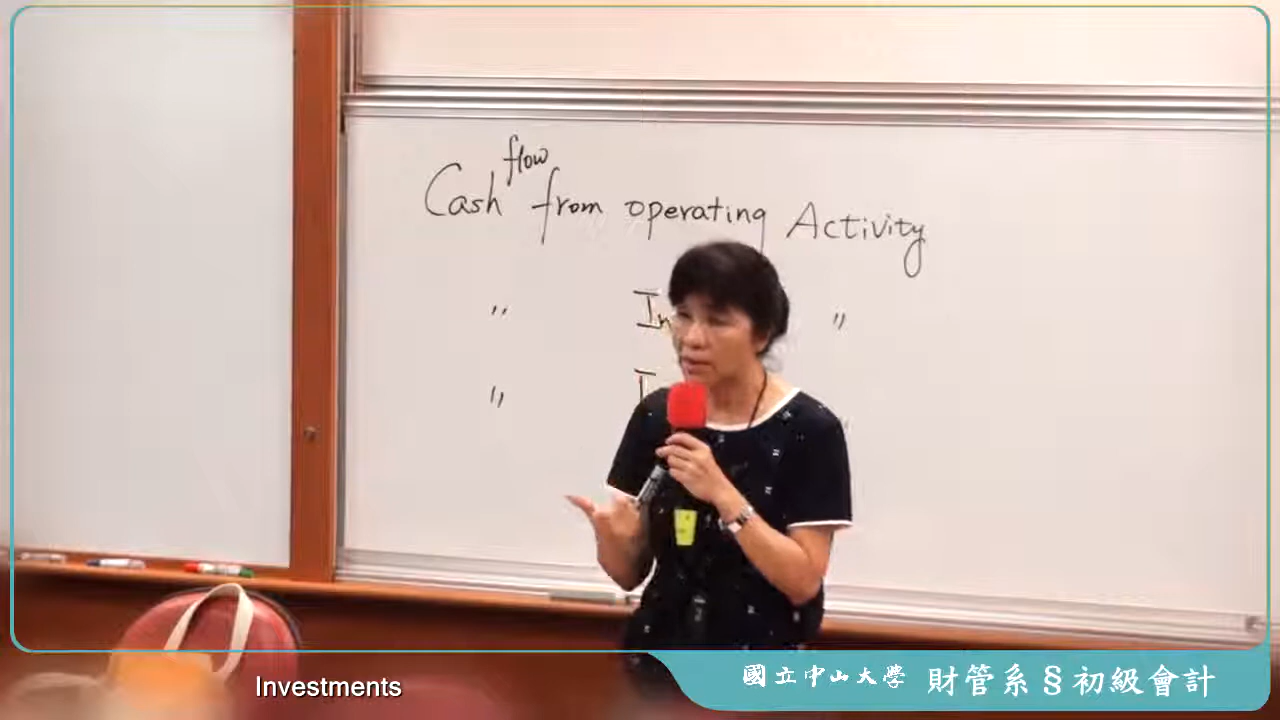 Cash flow from operating Activity
" In "
"
Investments
國立中山大學 財管系§初級會計